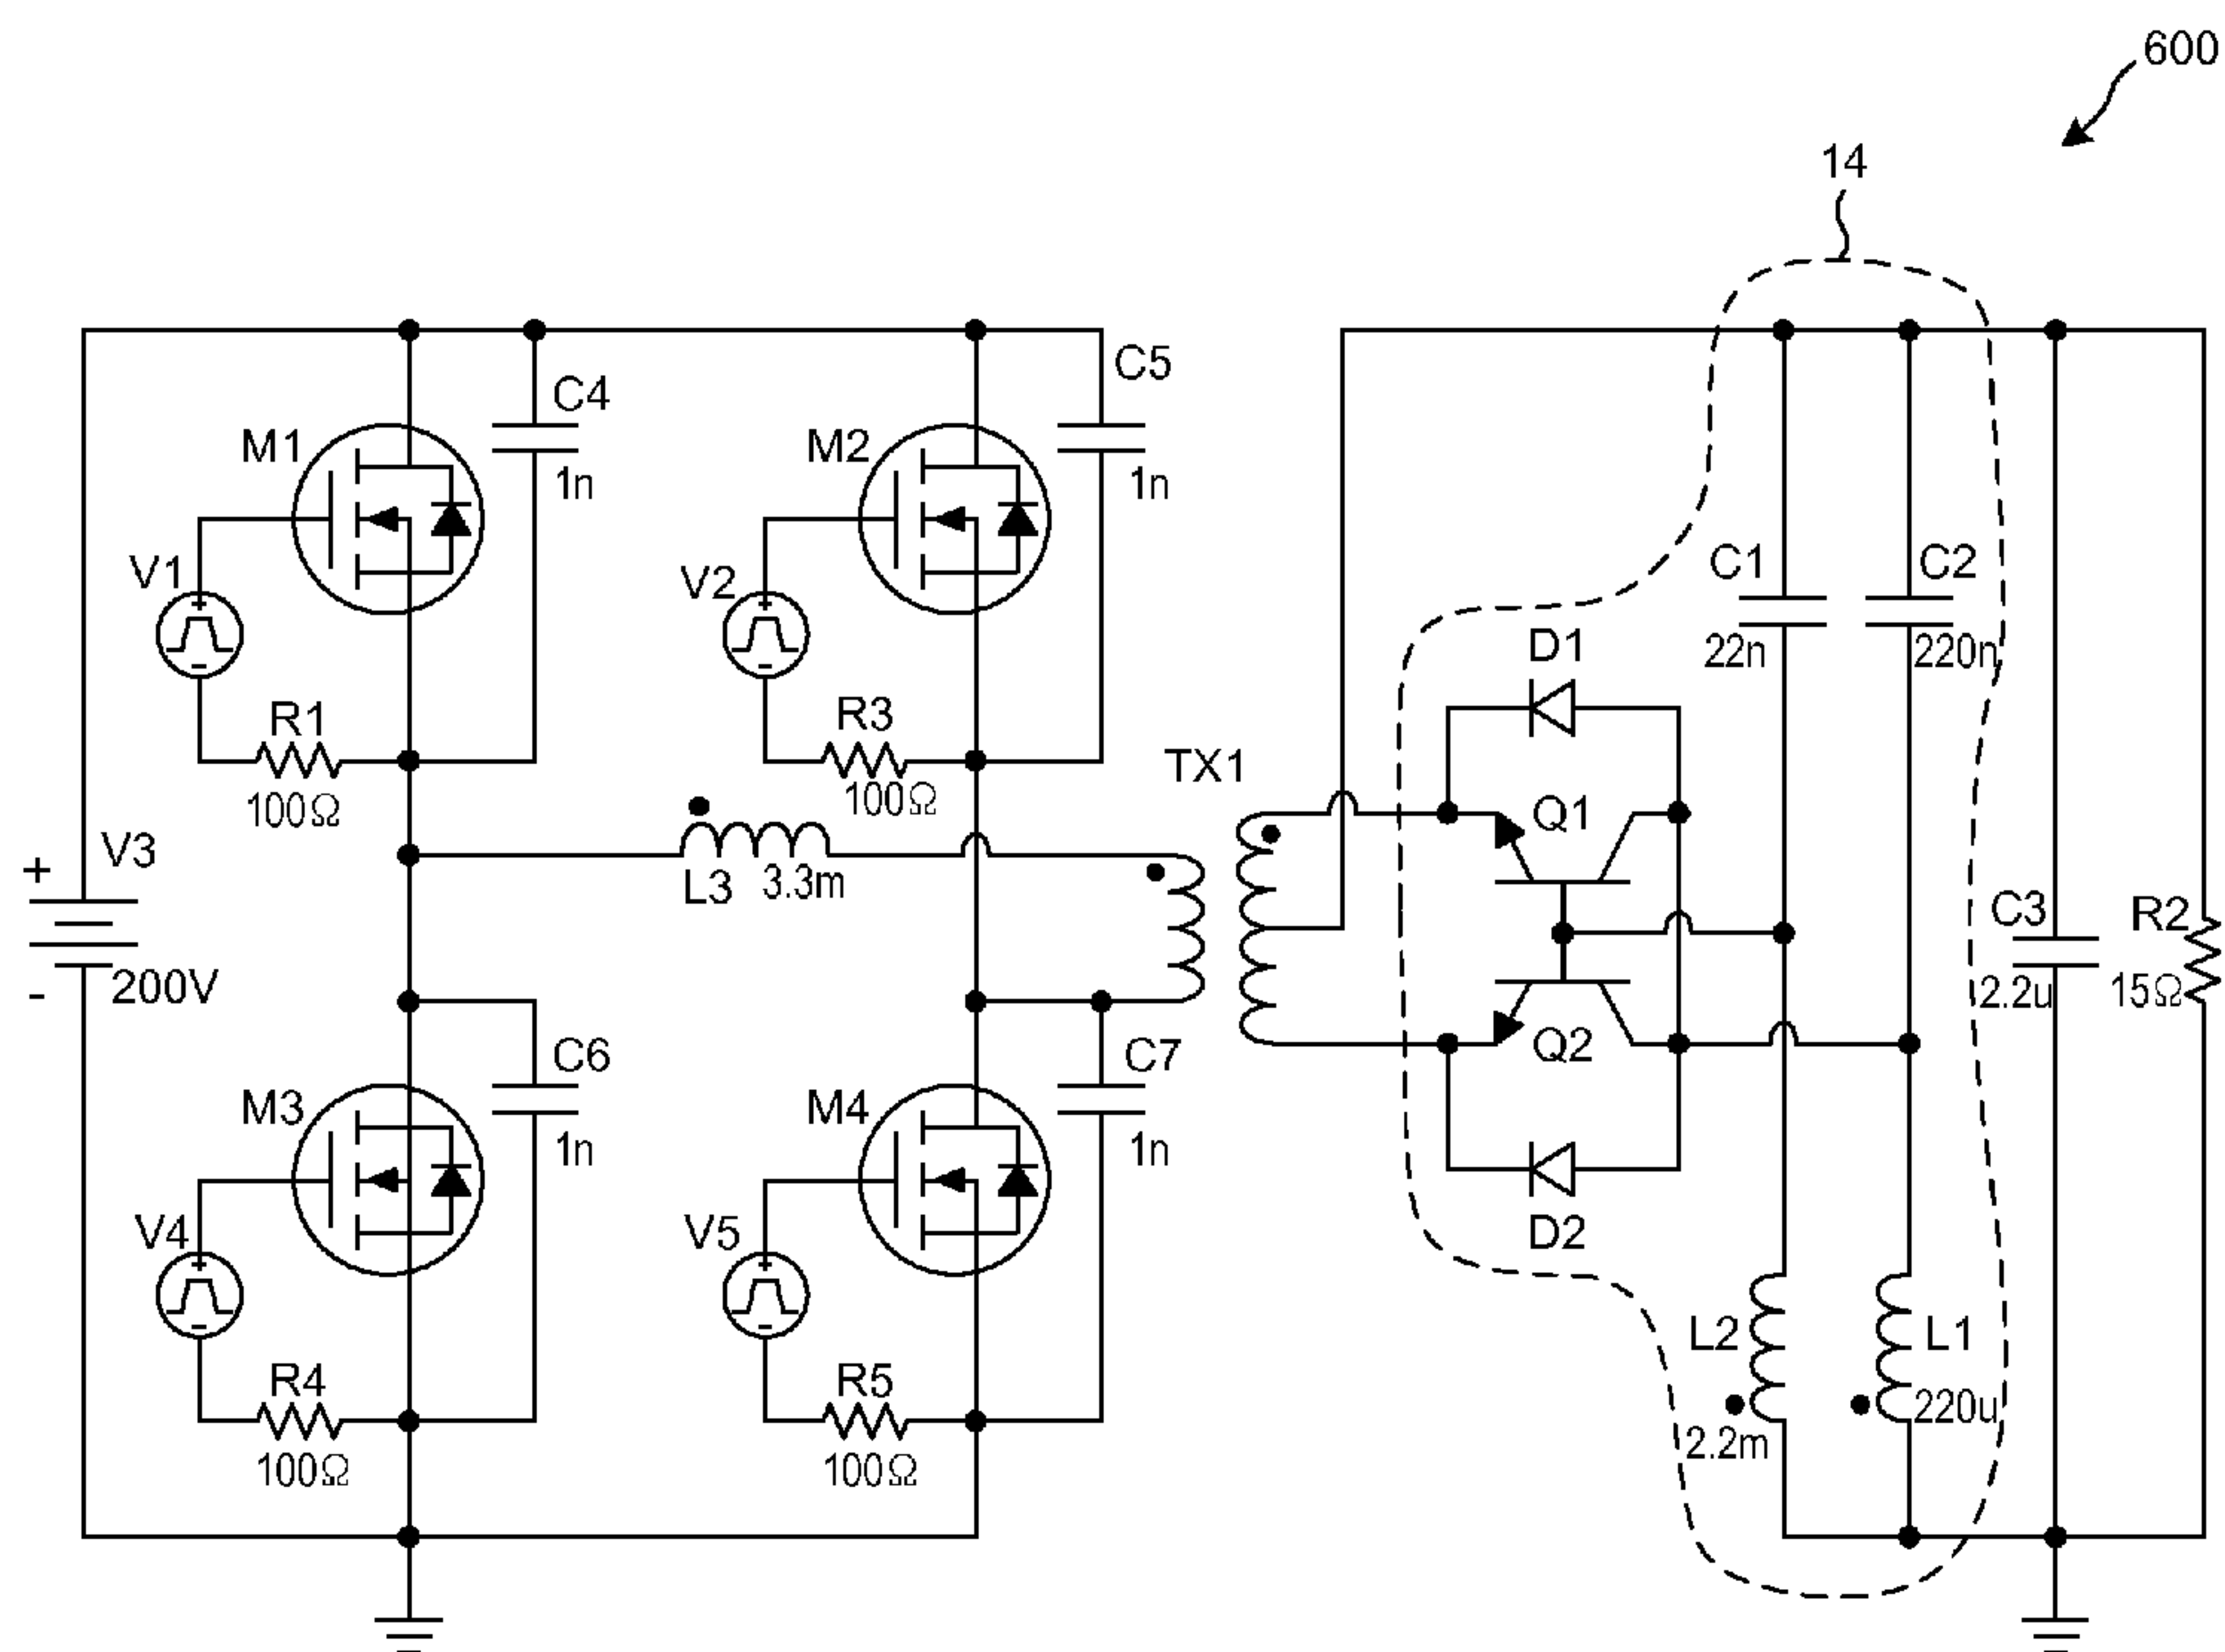 600
14
C4
1n
C5
1n
M1
M2
V1
+
-
V2
+
-
R1
100Ω
R3
100Ω
C1
22n
C2
220n
D1
TX1
Q1
V3
+
-
200V
L3
3.3m
C3
2.2u
R2
15Ω
Q2
C6
1n
C7
1n
M3
M4
V4
+
-
V5
+
-
D2
L2
2.2m
L1
220u
R4
100Ω
R5
100Ω